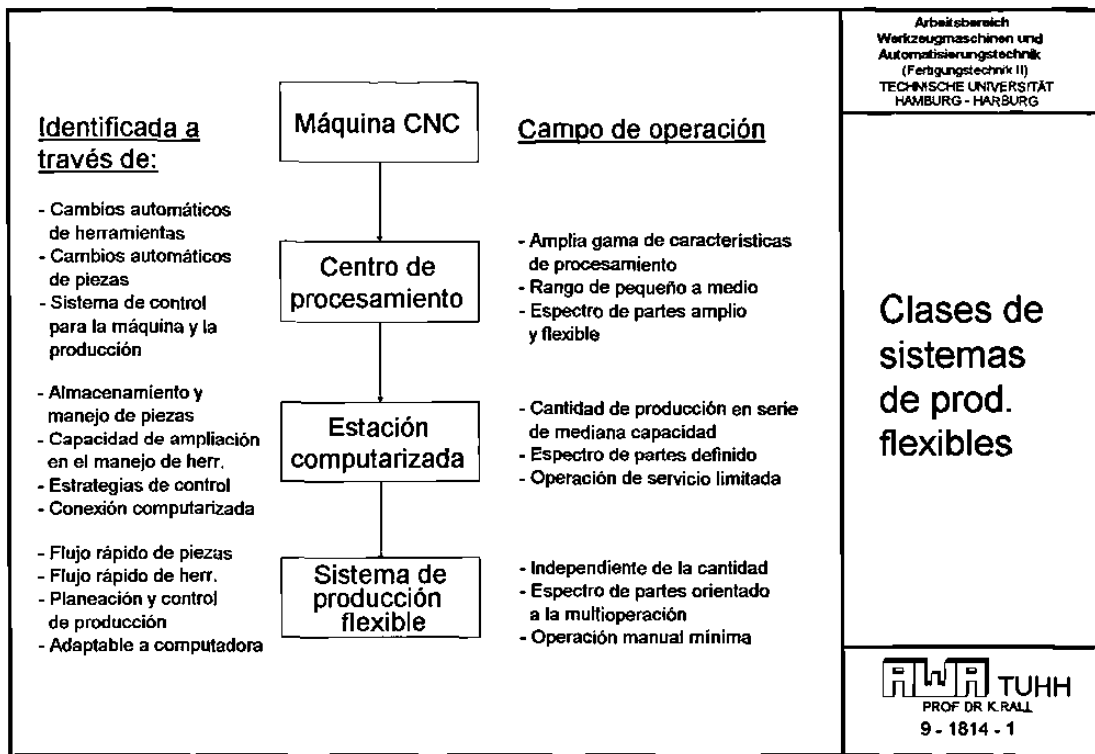 Identificada a
través de:
- Cambios automáticos
de herramientas
- Cambios automáticos
de piezas
- Sistema de control
para la máquina y la
producción
- Almacenamiento y
manejo de piezas
- Capacidad de ampliación
en el manejo de herr.
- Estrategias de control
- Conexión computarizada
- Flujo rápido de piezas
- Flujo rápido de herr.
- Planeación y control
de producción
- Adaptable a computadora
Máquina CNC
Centro de
procesamiento
Estación
computarizada
Sistema de
producción
flexible
Campo de operación
- Amplia gama de características
de procesamiento
- Rango de pequeño a medio
- Espectro de partes amplio
y flexible
- Cantidad de producción en serie
de mediana capacidad
- Espectro de partes definido
- Operación de servicio limitada
- Independiente de la cantidad
- Espectro de partes orientado
a la multioperación
- Operación manual mínima
Arbeitsbereich
Werkzeugmaschinen und
Automatisierungstechnik
(Fertigungstechnik II)
TECHNISCHE UNIVERSITÄT
HAMBURG - HARBURG
Clases de
sistemas
de prod.
flexibles
AWA TUHH
PROF DR K.RALL
9 - 1814 - 1